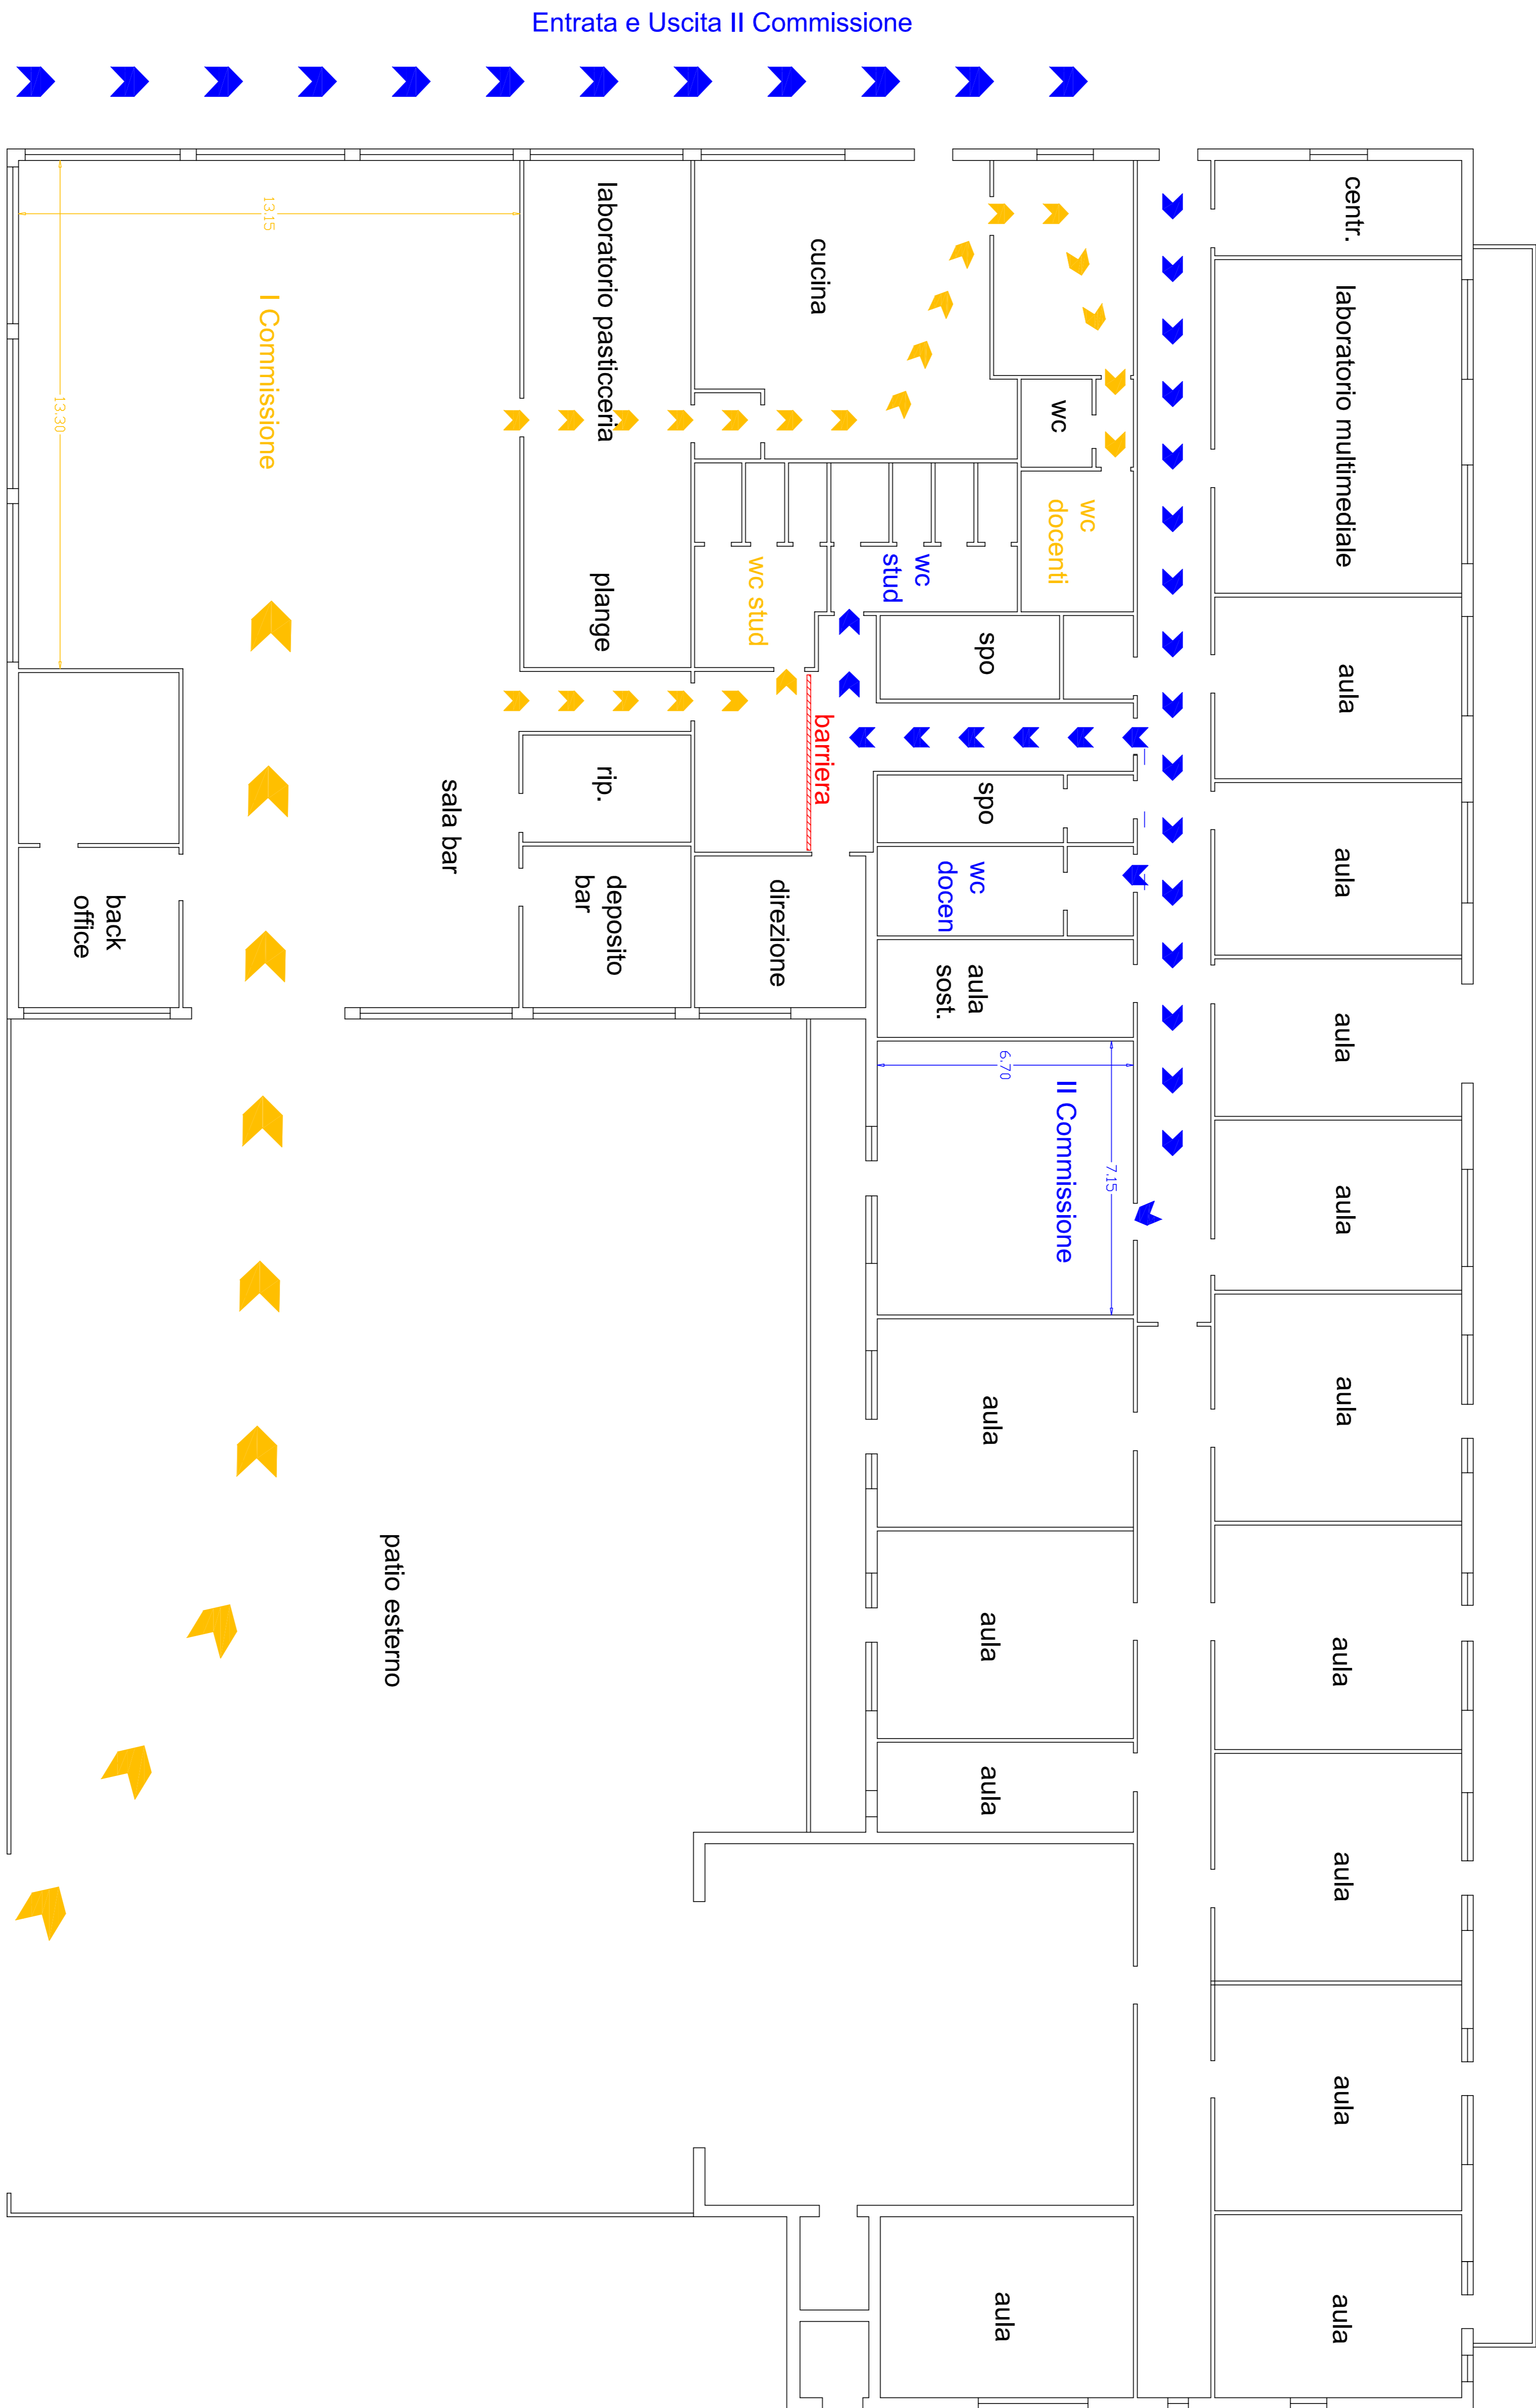 Entrata e Uscita II Commissione
centr.
laboratorio multimediale
aula
aula
aula
aula
aula
aula
aula
aula
aula
wc
wc
docenti
spo
spo
wc
docen
aula
sost.
II Commissione
7.15
6.70
aula
aula
aula
aula
cucina
wc
stud
wc stud
barriera
direzione
laboratorio pasticceria
plange
rip.
deposito
bar
sala bar
patio esterno
I Commissione
13.15
13.30
back
office